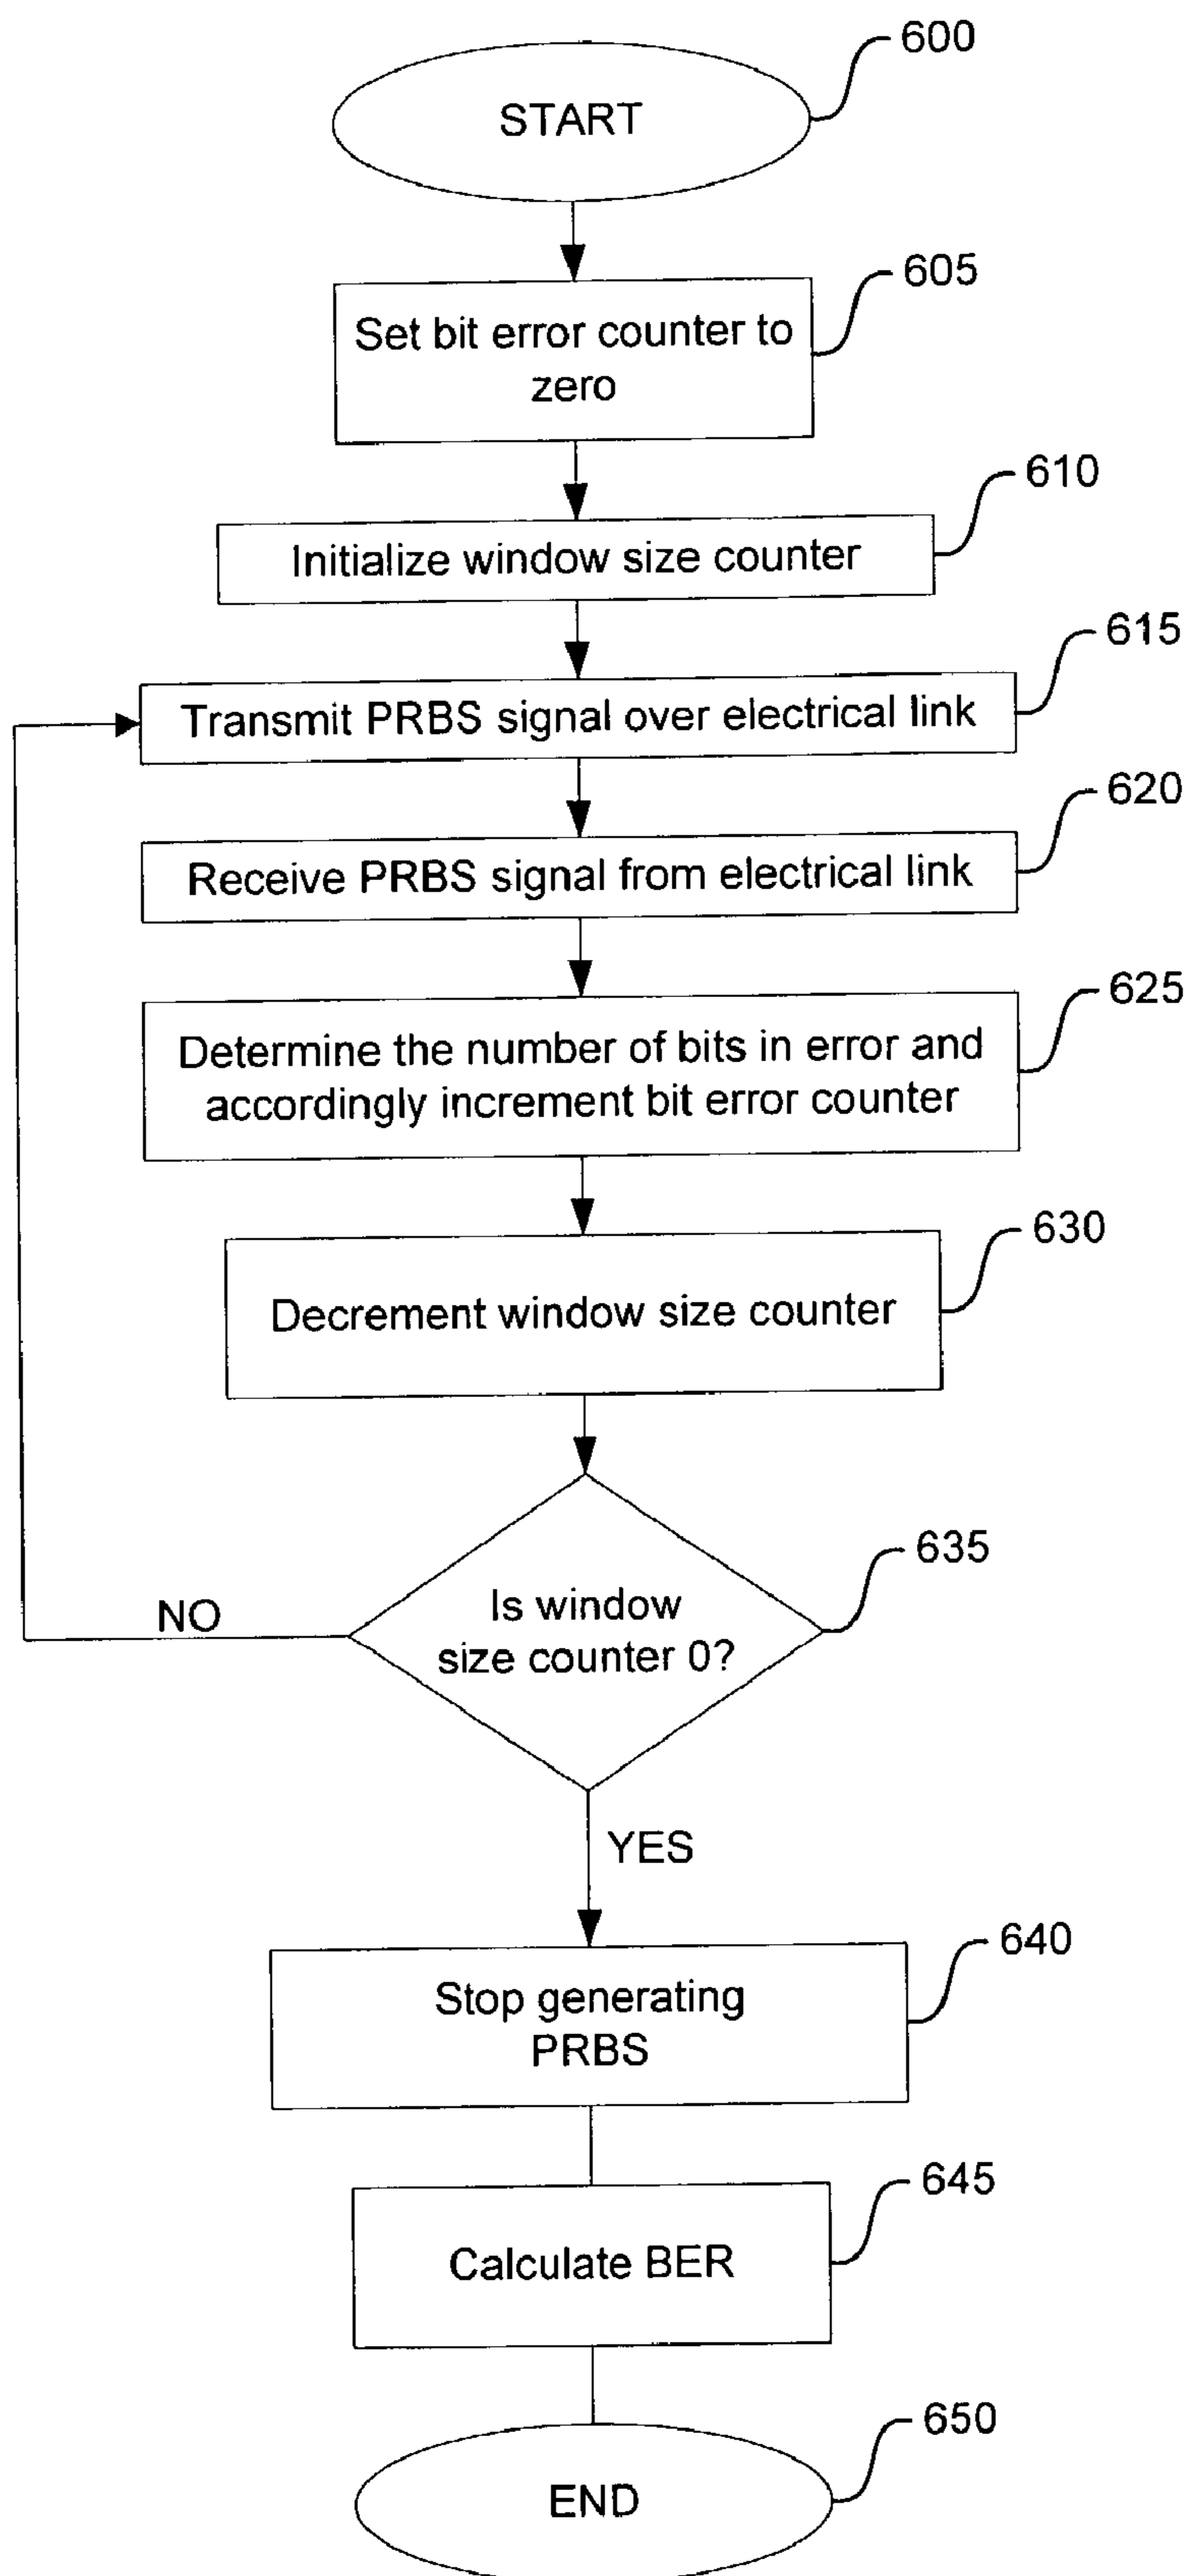 600
START
605
Set bit error counter to
zero
610
Initialize window size counter
615
Transmit PRBS signal over electrical link
620
Receive PRBS signal from electrical link
625
Determine the number of bits in error and
accordingly increment bit error counter
630
Decrement window size counter
635
Is window
size counter 0?
NO
YES
640
Stop generating
PRBS
645
Calculate BER
650
END